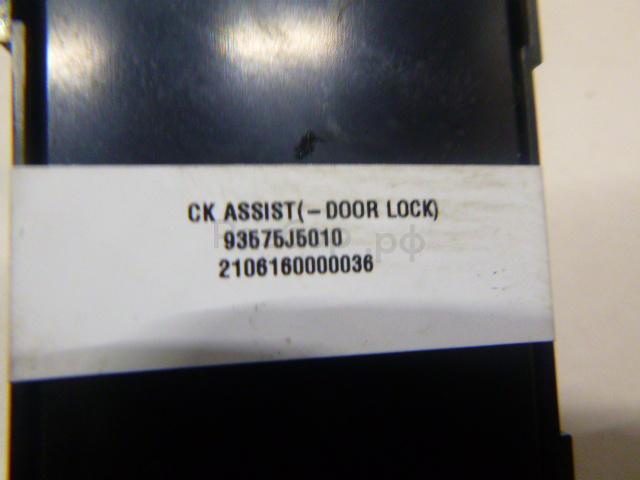 CK ASSIST(-DOOR LOCK)
93575J5010
2106160000036